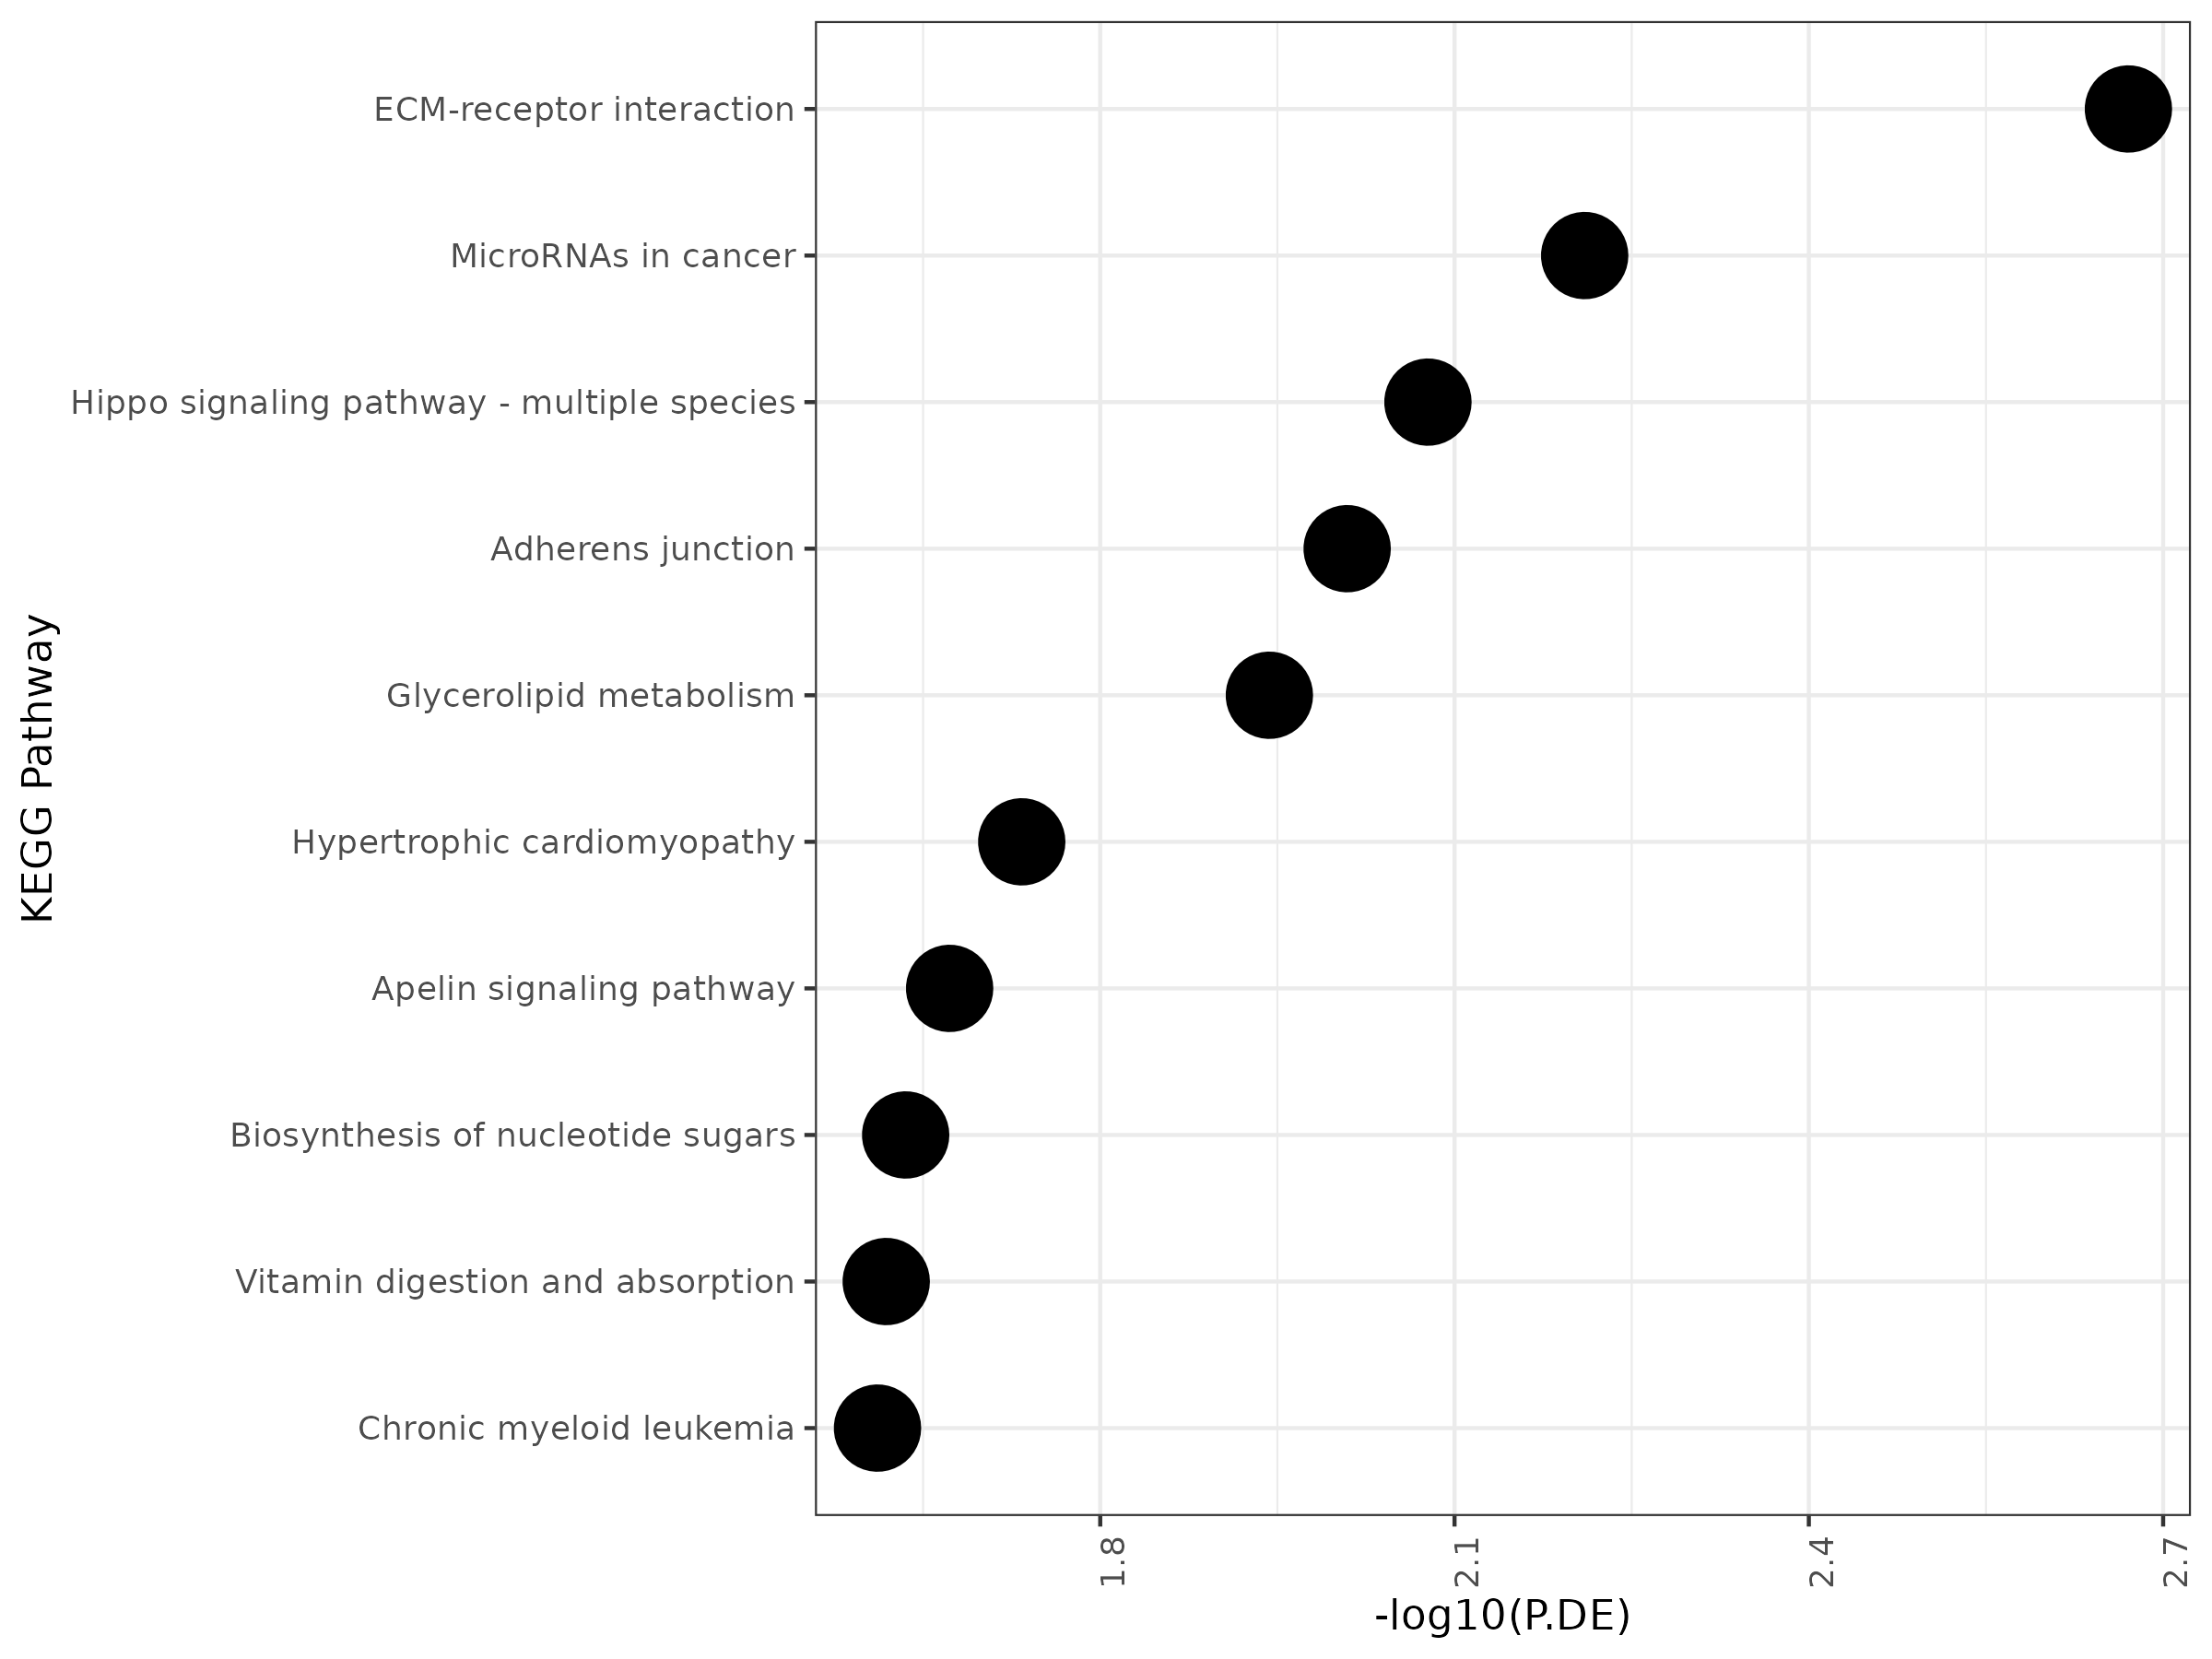 KEGG Pathway
ECM-receptor interaction
MicroRNAs in cancer
Hippo signaling pathway - multiple species
Adherens junction
Glycerolipid metabolism
Hypertrophic cardiomyopathy
Apelin signaling pathway
Biosynthesis of nucleotide sugars
Vitamin digestion and absorption
Chronic myeloid leukemia
1.8
2.1
2.4
2.7
-log10(P.DE)